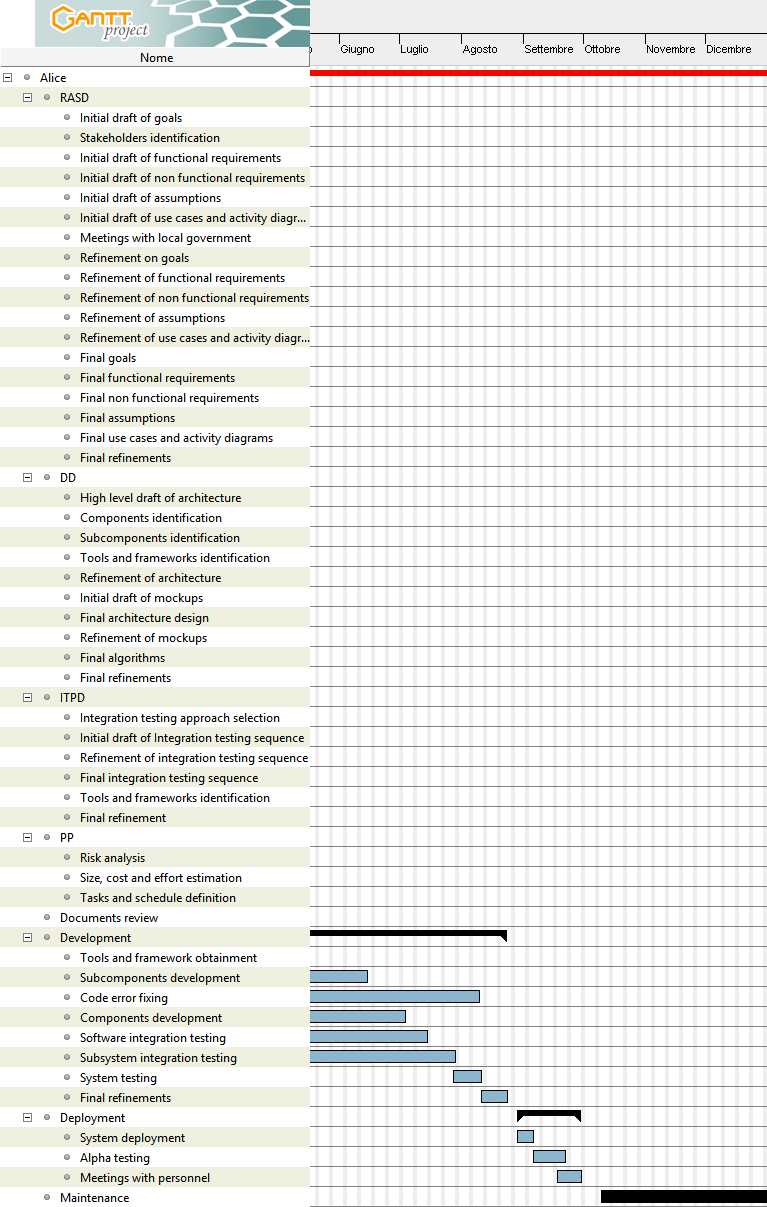 GANTT
project
o Giugno Luglio Agosto Settembre Ottobre Novembre Dicembre
Nome
Alice
RASD
Initial draft of goals
Stakeholders identification
Initial draft of functional requirements
Initial draft of non functional requirements
Initial draft of assumptions
Initial draft of use cases and activity diagr...
Meetings with local government
Refinement on goals
Refinement of functional requirements
Refinement of non functional requirements
Refinement of assumptions
Refinement of use cases and activity diagr...
Final goals
Final functional requirements
Final non functional requirements
Final assumptions
Final use cases and activity diagrams
Final refinements
DD
High level draft of architecture
Components identification
Subcomponents identification
Tools and frameworks identification
Refinement of architecture
Initial draft of mockups
Final architecture design
Refinement of mockups
Final algorithms
Final refinements
ITPD
Integration testing approach selection
Initial draft of Integration testing sequence
Refinement of integration testing sequence
Final integration testing sequence
Tools and frameworks identification
Final refinement
PP
Risk analysis
Size, cost and effort estimation
Tasks and schedule definition
Documents review
Development
Tools and framework obtainment
Subcomponents development
Code error fixing
Components development
Software integration testing
Subsystem integration testing
System testing
Final refinements
Deployment
System deployment
Alpha testing
Meetings with personnel
Maintenance